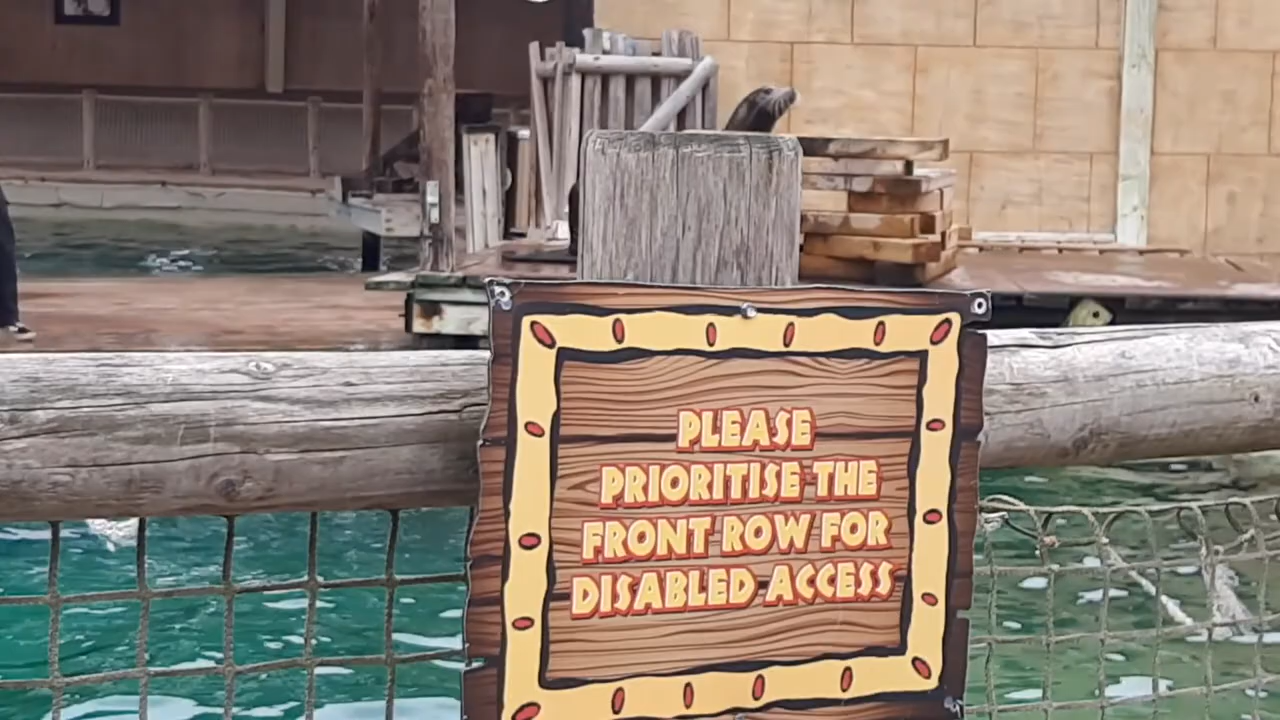 PLEASE
PRIORITISE THE
FRONT ROW FOR
DISABLED ACCESS